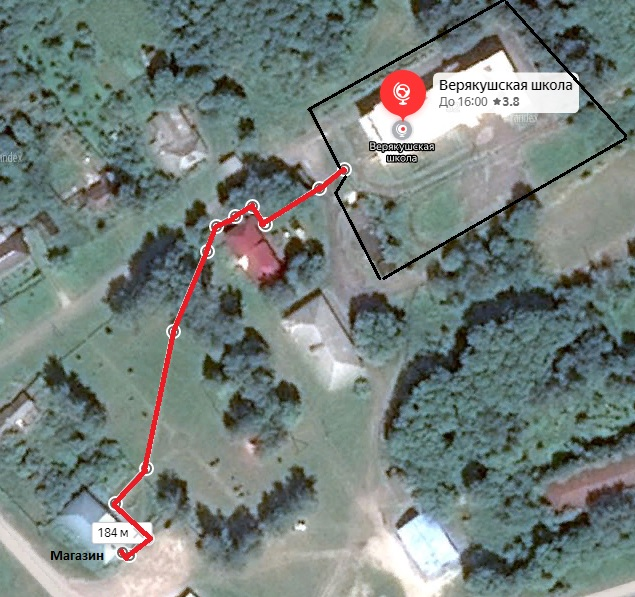 Верякушская школа
До 16:00 ★3.8
Верякушская
школа
184 м
Магазин